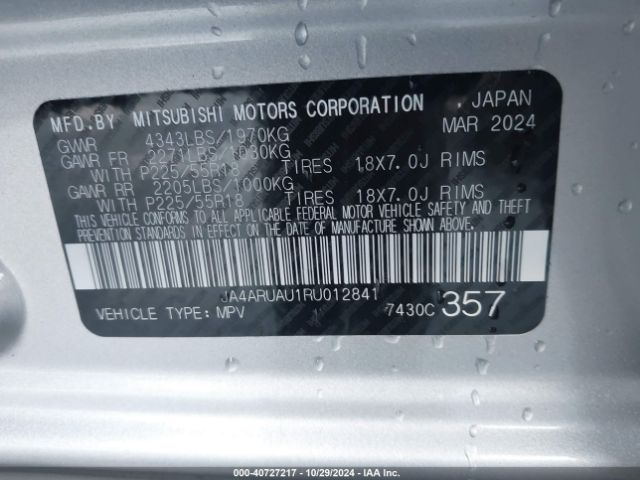 MFD.BY MITSUBISHI MOTORS CORPORATION , JAPAN
GVWR 4343LBS/1970KG MAR 2024
GAWR FR 2271LBS/1030KG
WITH P225/55R18 TIRES 18X7.0J RIMS
GAWR RR 2205LBS/1000KG
WITH P225/55R18 TIRES 18X7.0J RIMS
THIS VEHICLE CONFORMS TO ALL APPLICABLE FEDERAL MOTOR VEHICLE SAFETY AND THEFT
PREVENTION STANDARDS IN EFFECT ON THE DATE OF MANUFACTURE SHOWN ABOVE.
JA4ARUAU1RU012841
VEHICLE TYPE: MPV 7430C 357
000-40727217 - 10/29/2024 - IAA Inc.